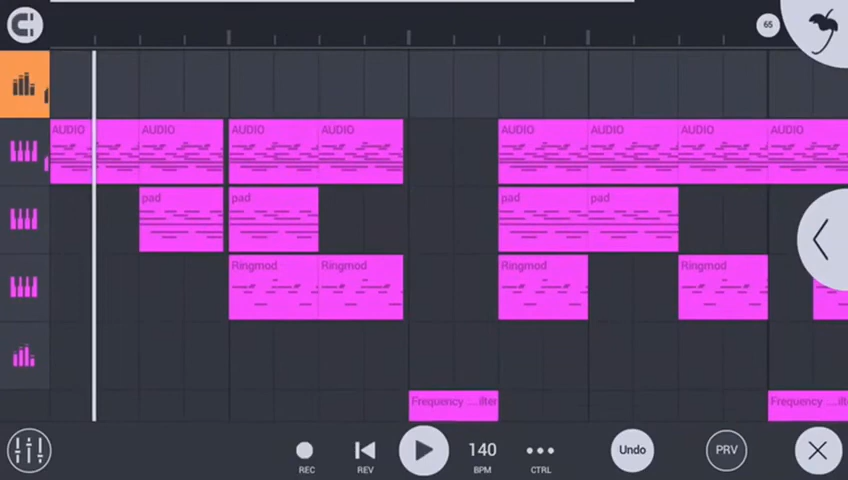 65
AUDIO AUDIO AUDIO AUDIO AUDIO AUDIO AUDIO AUDIO
pad pad pad pad
Ringmod Ringmod Ringmod Ringmod
Frequency ....ilter Frequency ...
140 Undo PRV
REC REV BPM CTRL